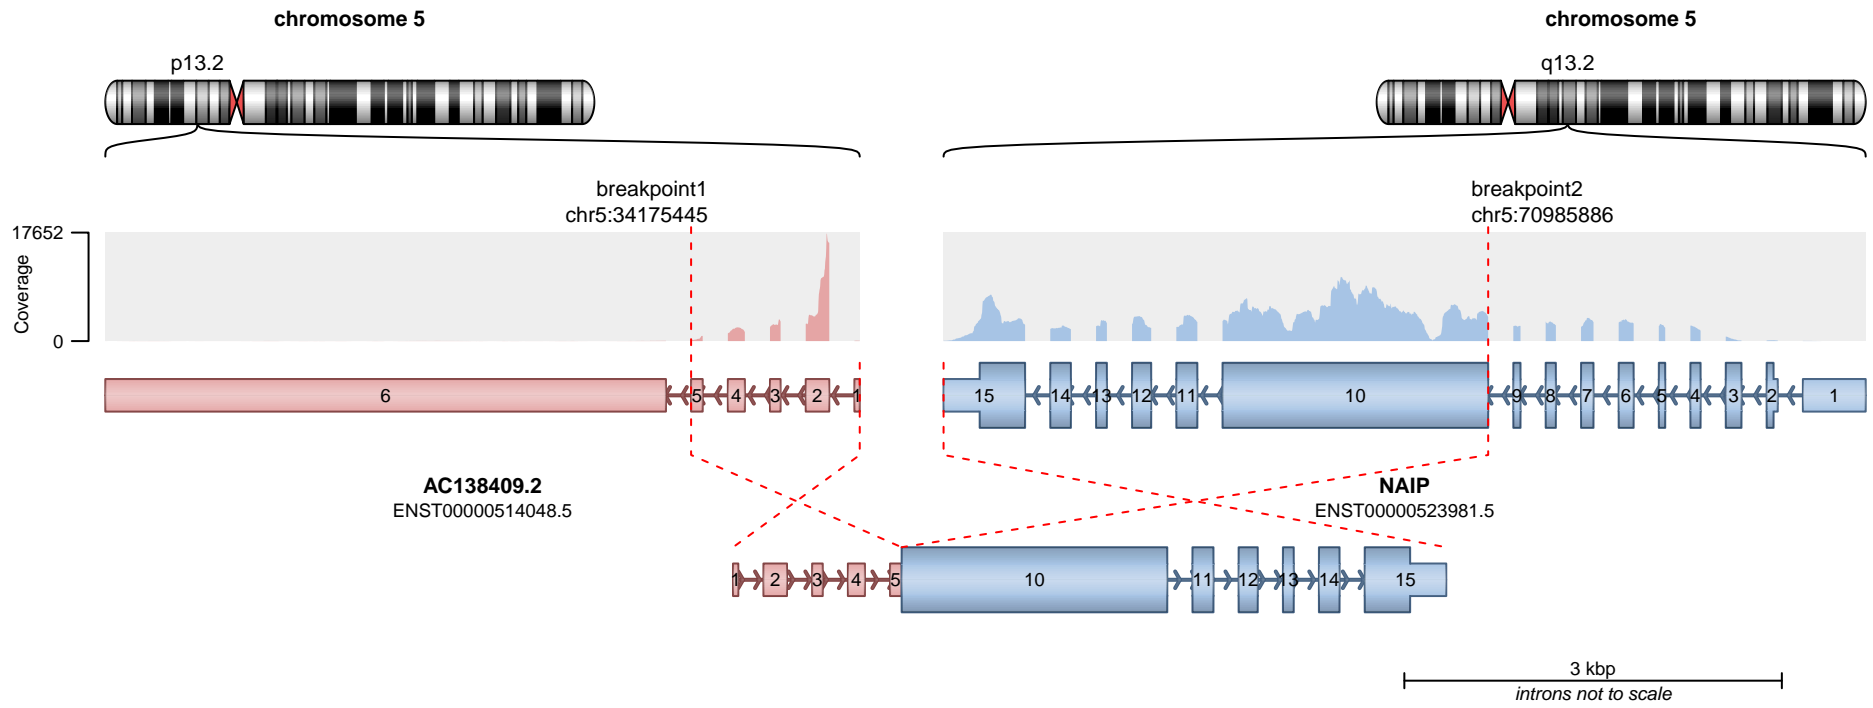 chromosome 5
chromosome 5
p13.2
q13.2
breakpoint1
chr5:34175445
breakpoint2
chr5:70985886
17652
Coverage
0
6
5
4
3
2
1
15
14
13
12
11
10
9
8
7
6
5
4
3
2
1
AC138409.2
ENST00000514048.5
NAIP
ENST00000523981.5
1
2
3
4
5
10
11
12
13
14
15
3 kbp
introns not to scale